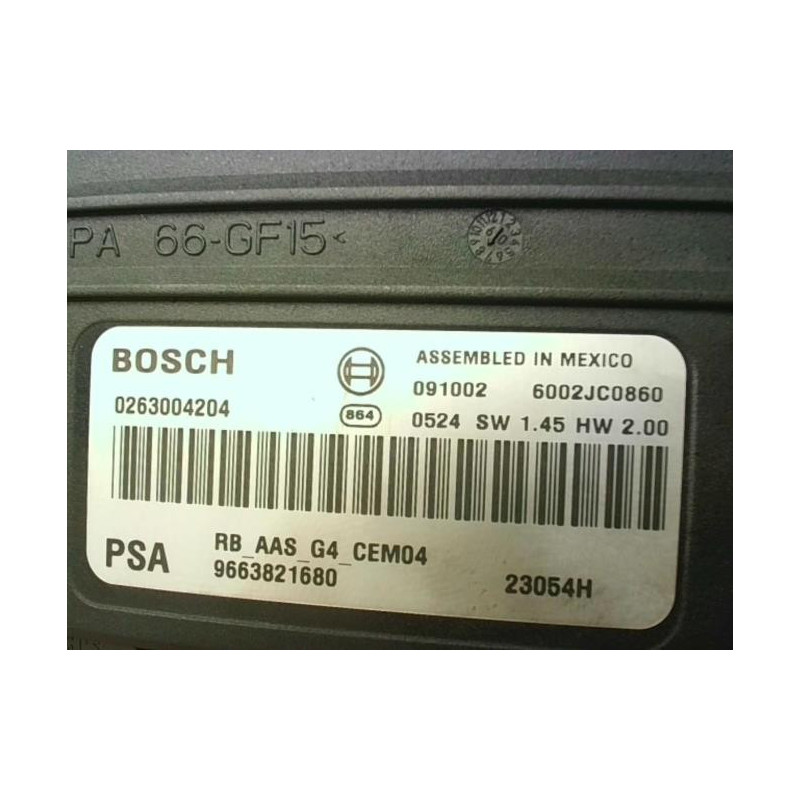 PA 66-GF15<
BOSCH
ASSEMBLED IN MEXICO
0263004204
864
091002 6002JC0860
0524 SW 1.45 HW 2.00
PSA
RB_AAS_G4_CEM04
9663821680
23054H